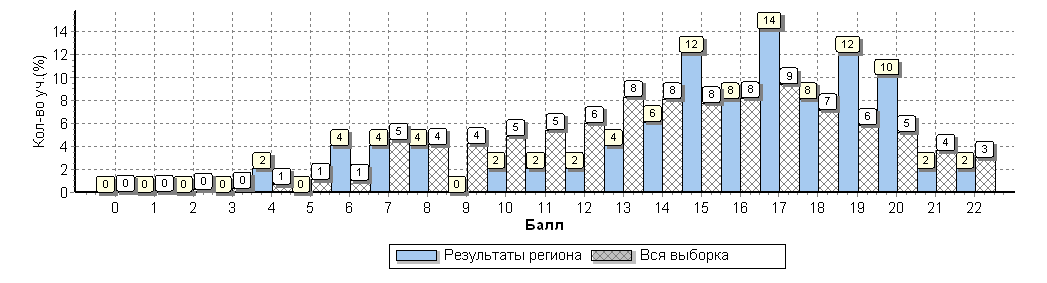 Кол-во уч.(%)
14
12
10
8
6
4
2
0
0 0 0 0 0 0 0 0 2 1 0 1 4 1 4 5 4 4 0 4 2 5 2 5 2 6 4 8 6 8 12 8 8 8 14 9 8 7 12 6 10 5 2 4 2 3
0 1 2 3 4 5 6 7 8 9 10 11 12 13 14 15 16 17 18 19 20 21 22
Балл
Результаты региона Вся выборка